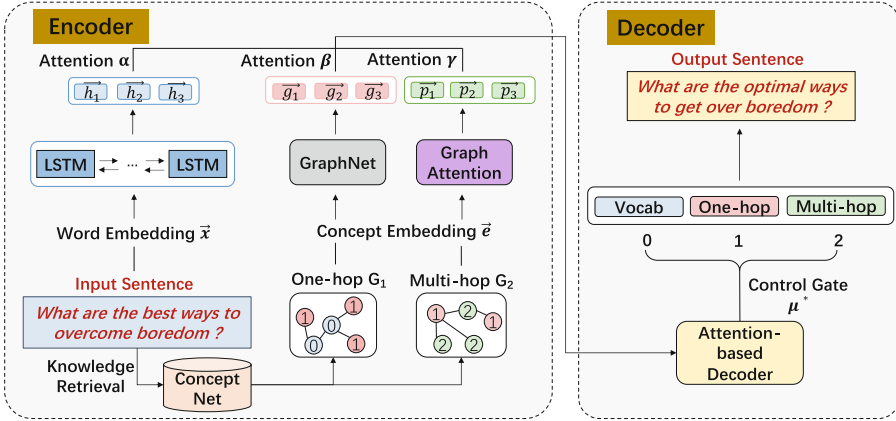 Encoder
Attention α
Attention β
Attention γ
h₁ h₂ h₃
g₁ g₂ g₃
p₁ p₂ p₃
LSTM ... LSTM
GraphNet
Graph
Attention
Word Embedding x
Concept Embedding e
Input Sentence
What are the best ways to
overcome boredom ?
One-hop G₁
1
1
0
0
1
Multi-hop G₂
1
2
1
2
2
Knowledge
Retrieval
Concept
Net
Decoder
Output Sentence
What are the optimal ways
to get over boredom ?
Vocab One-hop Multi-hop
0 1 2
Control Gate
μ*
Attention-
based
Decoder